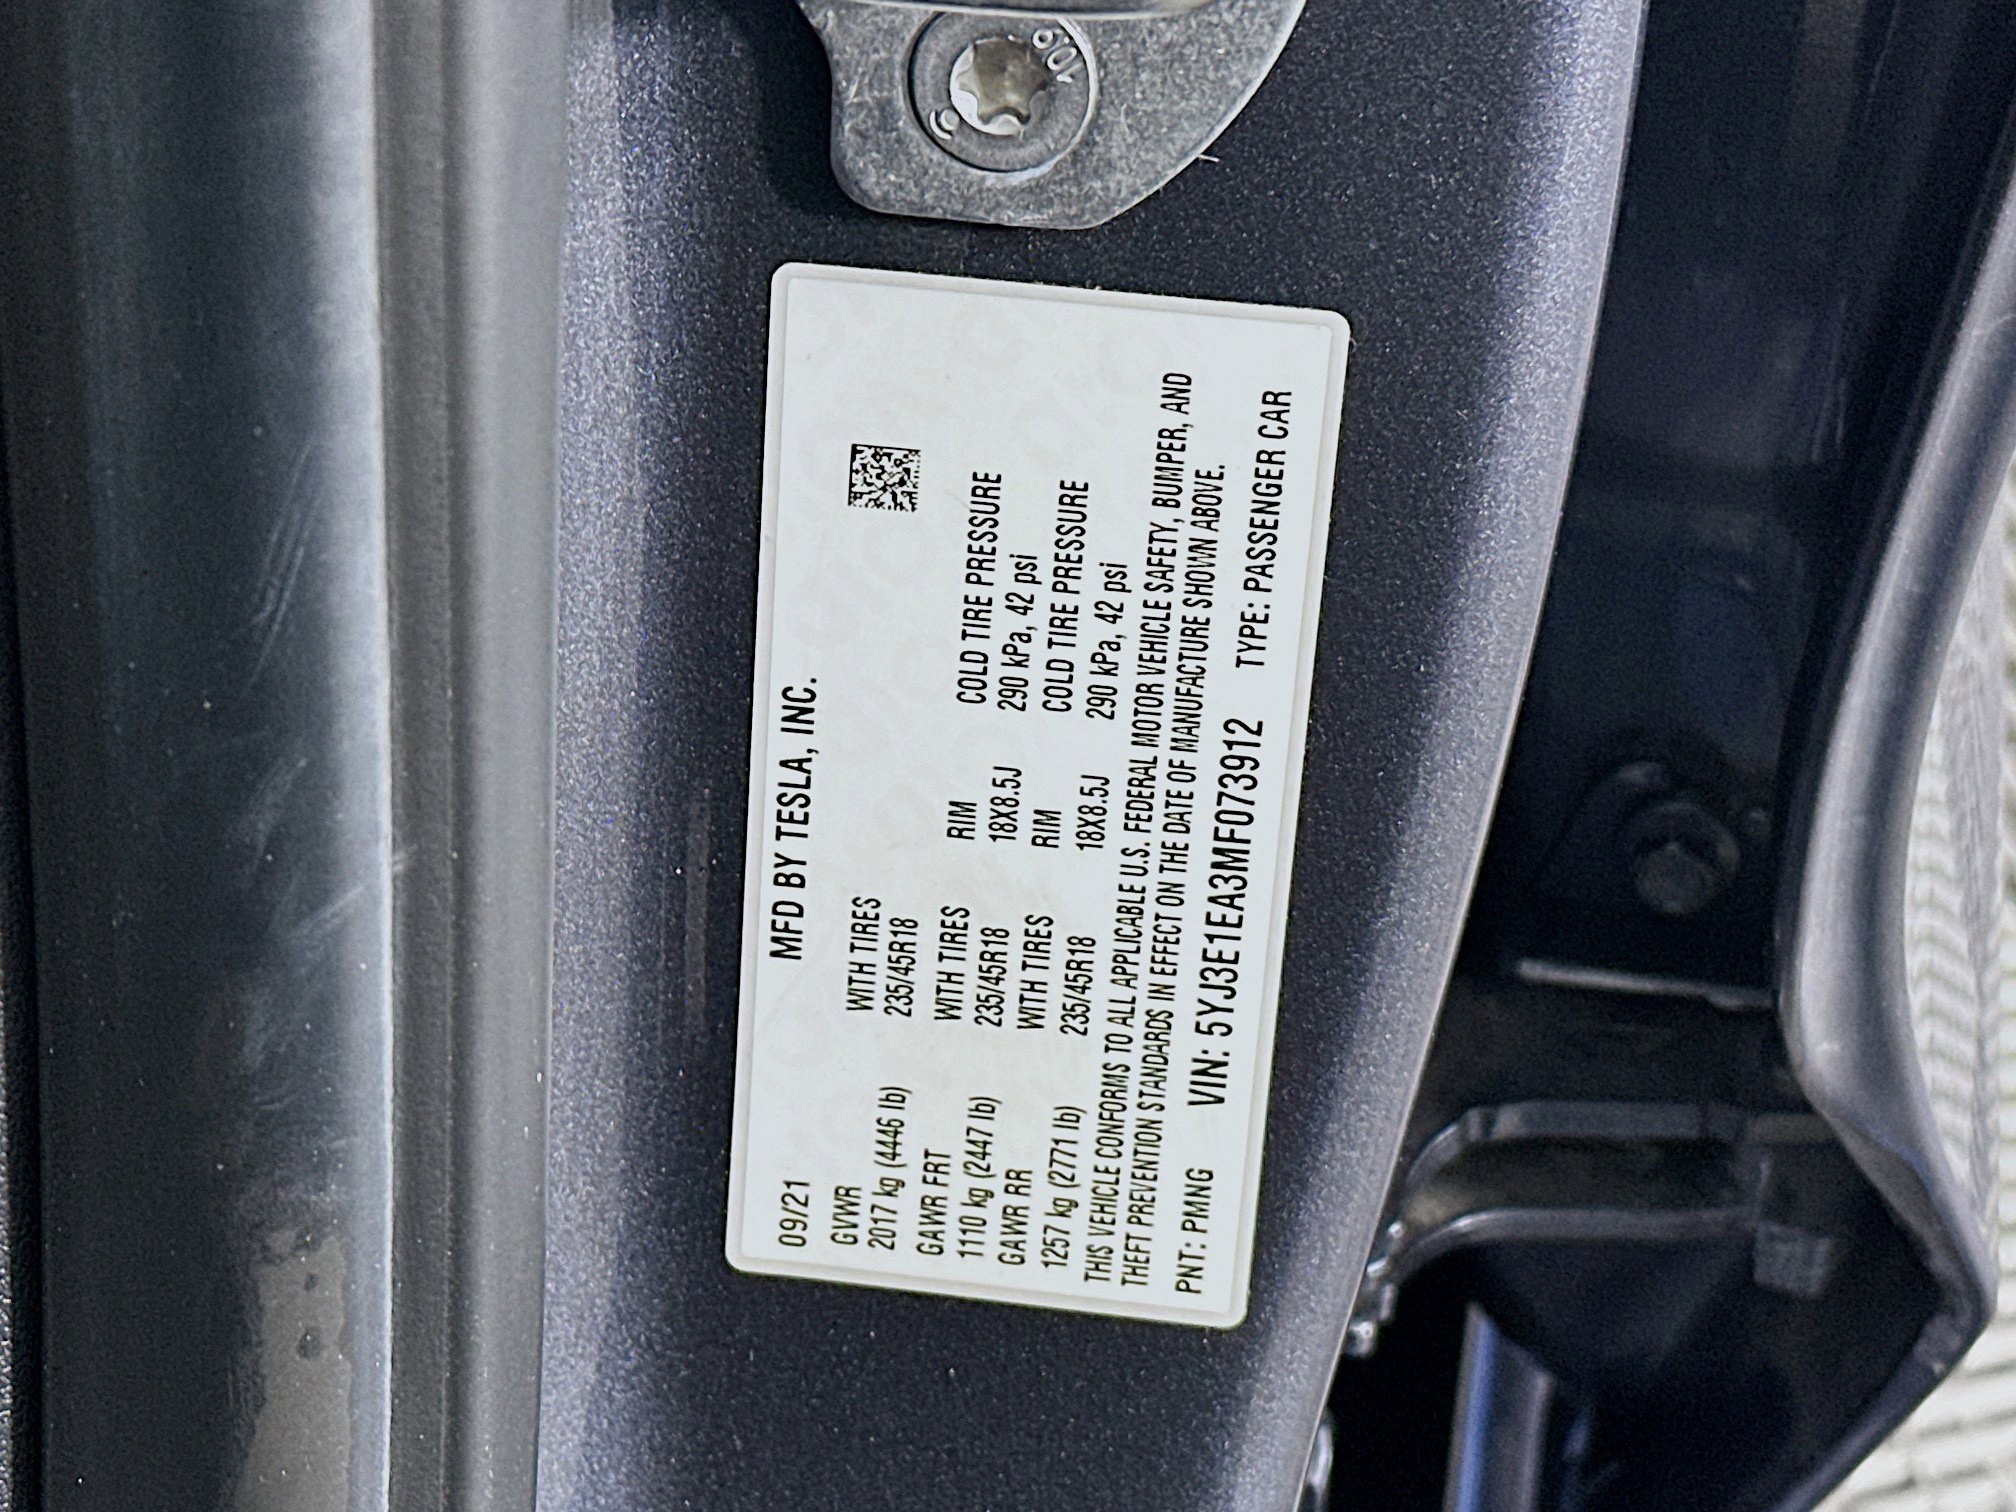 MFD BY TESLA, INC.
09/21
GVWR WITH TIRES
2017 kg (4446 lb) 235/45R18
GAWR FRT WITH TIRES RIM COLD TIRE PRESSURE
1110 kg (2447 lb) 235/45R18 18X8.5J 290 kPa, 42 psi
GAWR RR WITH TIRES RIM COLD TIRE PRESSURE
1257 kg (2771 lb) 235/45R18 18X8.5J 290 kPa, 42 psi
THIS VEHICLE CONFORMS TO ALL APPLICABLE U.S. FEDERAL MOTOR VEHICLE SAFETY, BUMPER, AND
THEFT PREVENTION STANDARDS IN EFFECT ON THE DATE OF MANUFACTURE SHOWN ABOVE.
PNT: PMNG VIN: 5YJ3E1EA3MF073912 TYPE: PASSENGER CAR